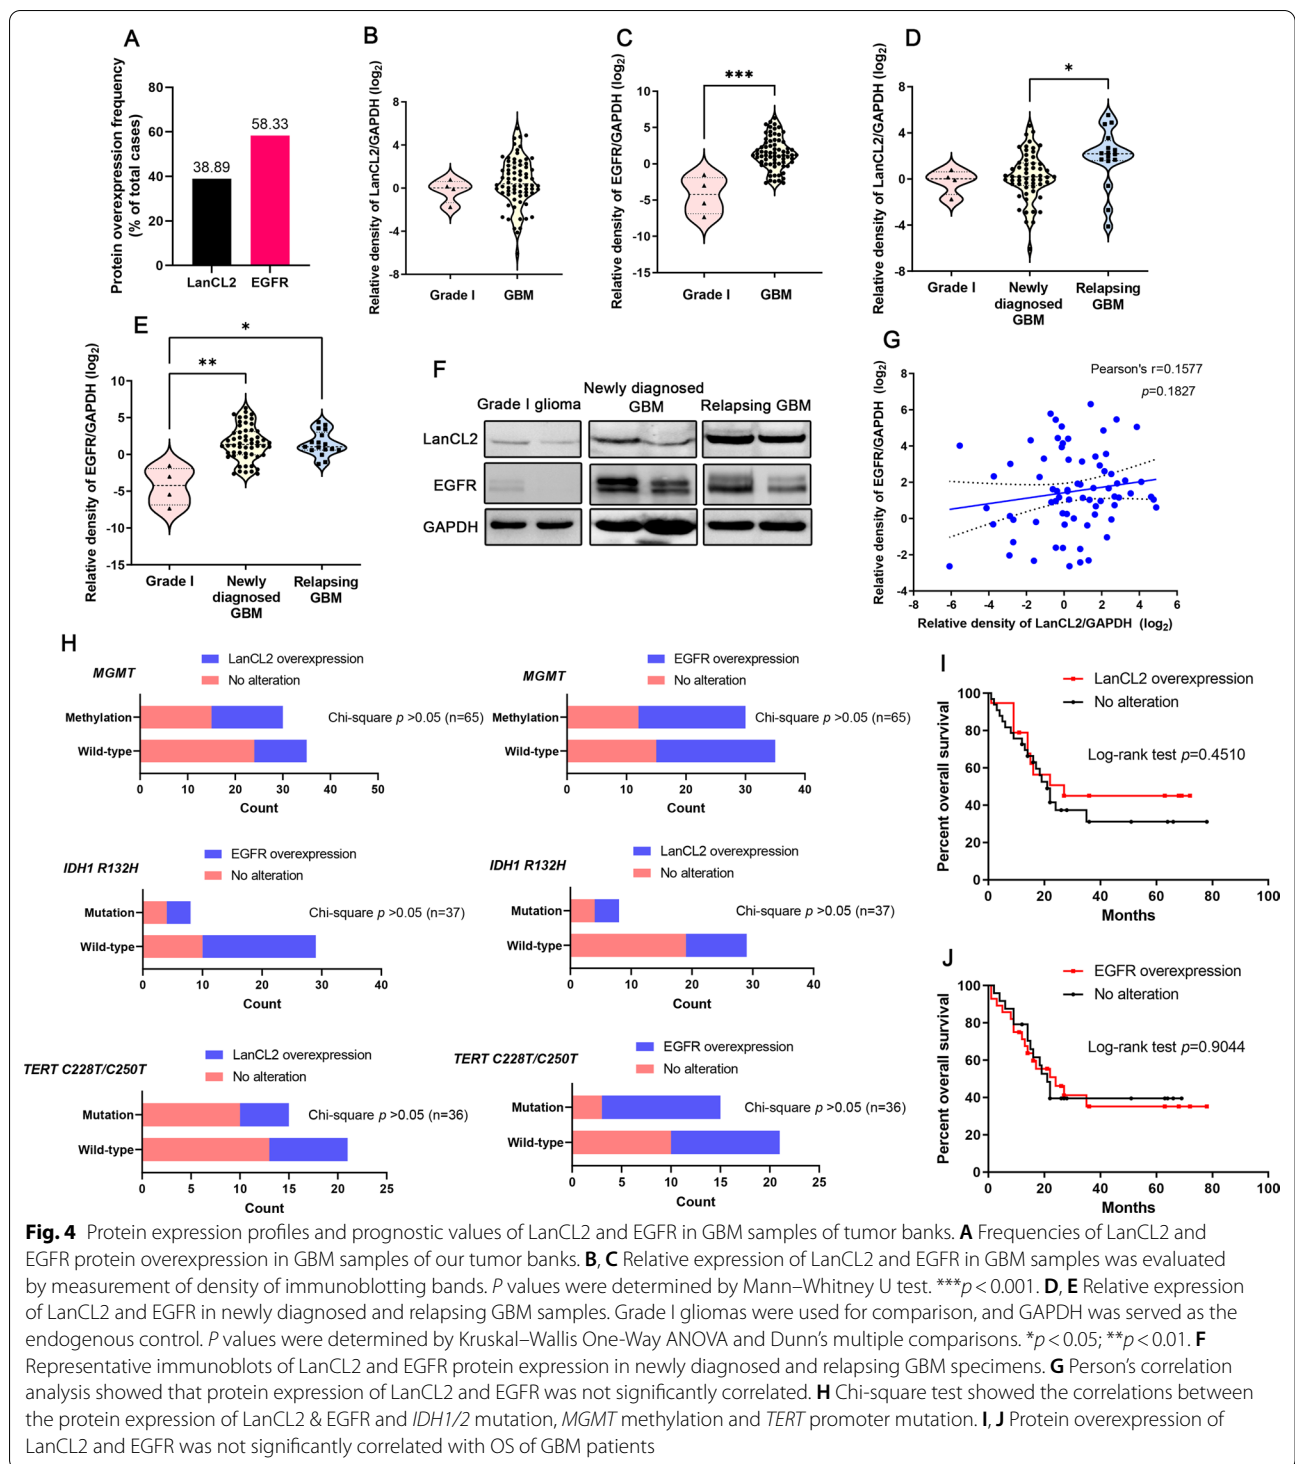 A
Protein overexpression frequency
(% of total cases)
80
60
40
20
0
38.89
58.33
LanCL2
EGFR
B
Relative density of LanCL2/GAPDH (log2)
8
4
0
-4
-8
Grade I
GBM
C
Relative density of EGFR/GAPDH (log2)
10
5
0
-5
-10
-15
***
Grade I
GBM
D
Relative density of LanCL2/GAPDH (log2)
8
4
0
-4
-8
*
Grade I
Newly
diagnosed
GBM
Relapsing
GBM
E
Relative density of EGFR/GAPDH (log2)
10
5
0
-5
-10
-15
*
**
Grade I
Newly
diagnosed
GBM
Relapsing
GBM
F
Grade I glioma
Newly diagnosed
GBM
Relapsing GBM
LanCL2
EGFR
GAPDH
G
Pearson's r=0.1577
p=0.1827
Relative density of EGFR/GAPDH (log2)
8
6
4
2
0
-2
-4
-8 -6 -4 -2 0 2 4 6
Relative density of LanCL2/GAPDH (log2)
H
MGMT
LanCL2 overexpression
No alteration
Methylation
Wild-type
Chi-square p >0.05 (n=65)
0 10 20 30 40 50
Count
MGMT
EGFR overexpression
No alteration
Methylation
Wild-type
Chi-square p >0.05 (n=65)
0 10 20 30 40
Count
IDH1 R132H
EGFR overexpression
No alteration
Mutation
Wild-type
Chi-square p >0.05 (n=37)
0 10 20 30 40
Count
IDH1 R132H
LanCL2 overexpression
No alteration
Mutation
Wild-type
Chi-square p >0.05 (n=37)
0 10 20 30 40
Count
TERT C228T/C250T
LanCL2 overexpression
No alteration
Mutation
Wild-type
Chi-square p >0.05 (n=36)
0 5 10 15 20 25
Count
TERT C228T/C250T
EGFR overexpression
No alteration
Mutation
Wild-type
Chi-square p >0.05 (n=36)
0 5 10 15 20 25
Count
I
LanCL2 overexpression
No alteration
Log-rank test p=0.4510
Percent overall survival
100
80
60
40
20
0
0 20 40 60 80 100
Months
J
EGFR overexpression
No alteration
Log-rank test p=0.9044
Percent overall survival
100
80
60
40
20
0
0 20 40 60 80 100
Months
Fig. 4 Protein expression profiles and prognostic values of LanCL2 and EGFR in GBM samples of tumor banks. A Frequencies of LanCL2 and
EGFR protein overexpression in GBM samples of our tumor banks. B, C Relative expression of LanCL2 and EGFR in GBM samples was evaluated
by measurement of density of immunoblotting bands. P values were determined by Mann–Whitney U test. ***p < 0.001. D, E Relative expression
of LanCL2 and EGFR in newly diagnosed and relapsing GBM samples. Grade I gliomas were used for comparison, and GAPDH was served as the
endogenous control. P values were determined by Kruskal–Wallis One-Way ANOVA and Dunn's multiple comparisons. *p < 0.05; **p < 0.01. F
Representative immunoblots of LanCL2 and EGFR protein expression in newly diagnosed and relapsing GBM specimens. G Person's correlation
analysis showed that protein expression of LanCL2 and EGFR was not significantly correlated. H Chi-square test showed the correlations between
the protein expression of LanCL2 & EGFR and IDH1/2 mutation, MGMT methylation and TERT promoter mutation. I, J Protein overexpression of
LanCL2 and EGFR was not significantly correlated with OS of GBM patients